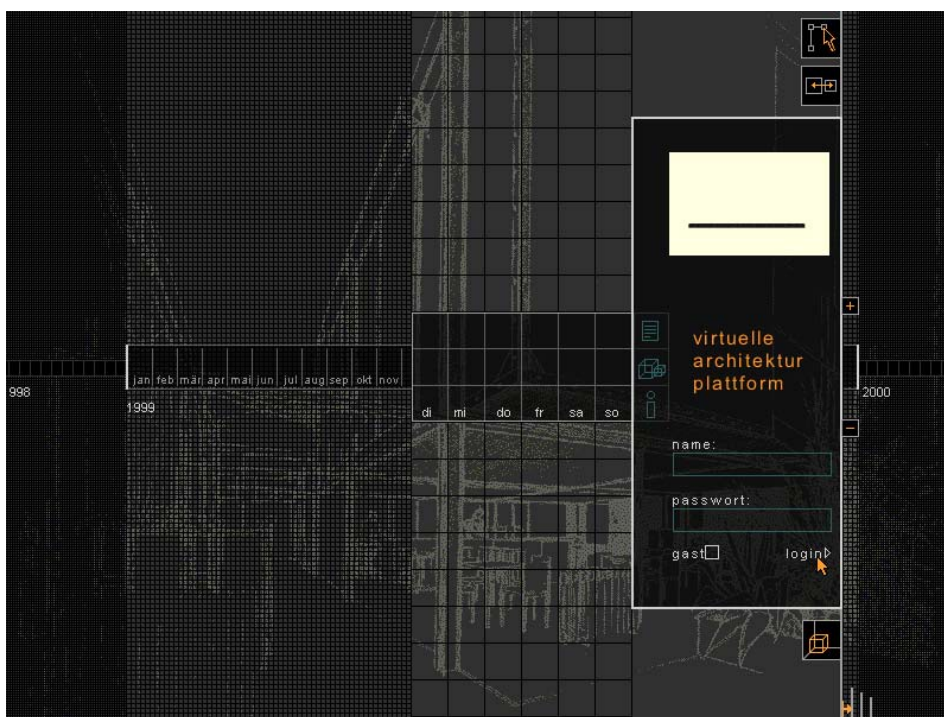 virtuelle
architektur
plattform
998
jan feb mär apr mai jun jul aug sep okt nov
1999
di mi do fr sa so
2000
name:
passwort:
gast
login